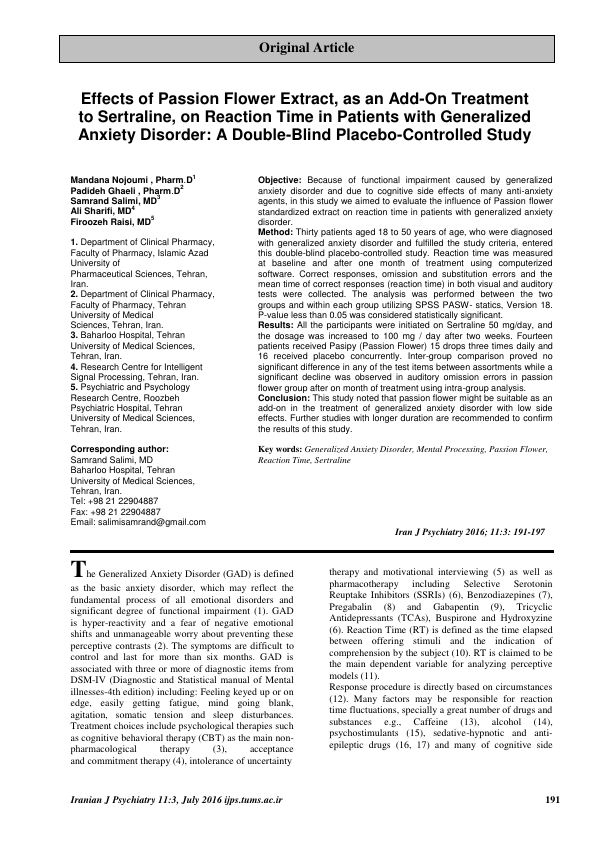 Original Article
Effects of Passion Flower Extract, as an Add-On Treatment
to Sertraline, on Reaction Time in Patients with Generalized
Anxiety Disorder: A Double-Blind Placebo-Controlled Study
Mandana Nojoumi , Pharm.D1
Padideh Ghaeli , Pharm.D2
Samrand Salimi, MD3
Ali Sharifi, MD4
Firoozeh Raisi, MD5
1. Department of Clinical Pharmacy,
Faculty of Pharmacy, Islamic Azad
University of
Pharmaceutical Sciences, Tehran,
Iran.
2. Department of Clinical Pharmacy,
Faculty of Pharmacy, Tehran
University of Medical
Sciences, Tehran, Iran.
3. Baharloo Hospital, Tehran
University of Medical Sciences,
Tehran, Iran.
4. Research Centre for Intelligent
Signal Processing, Tehran, Iran.
5. Psychiatric and Psychology
Research Centre, Roozbeh
Psychiatric Hospital, Tehran
University of Medical Sciences,
Tehran, Iran.
Corresponding author:
Samrand Salimi, MD
Baharloo Hospital, Tehran
University of Medical Sciences,
Tehran, Iran.
Tel: +98 21 22904887
Fax: +98 21 22904887
Email: salimisamrand@gmail.com
Objective: Because of functional impairment caused by generalized
anxiety disorder and due to cognitive side effects of many anti-anxiety
agents, in this study we aimed to evaluate the influence of Passion flower
standardized extract on reaction time in patients with generalized anxiety
disorder.
Method: Thirty patients aged 18 to 50 years of age, who were diagnosed
with generalized anxiety disorder and fulfilled the study criteria, entered
this double-blind placebo-controlled study. Reaction time was measured
at baseline and after one month of treatment using computerized
software. Correct responses, omission and substitution errors and the
mean time of correct responses (reaction time) in both visual and auditory
tests were collected. The analysis was performed between the two
groups and within each group utilizing SPSS PASW- statics, Version 18.
P-value less than 0.05 was considered statistically significant.
Results: All the participants were initiated on Sertraline 50 mg/day, and
the dosage was increased to 100 mg / day after two weeks. Fourteen
patients received Pasipy (Passion Flower) 15 drops three times daily and
16 received placebo concurrently. Inter-group comparison proved no
significant difference in any of the test items between assortments while a
significant decline was observed in auditory omission errors in passion
flower group after on month of treatment using intra-group analysis.
Conclusion: This study noted that passion flower might be suitable as an
add-on in the treatment of generalized anxiety disorder with low side
effects. Further studies with longer duration are recommended to confirm
the results of this study.
Key words: Generalized Anxiety Disorder, Mental Processing, Passion Flower,
Reaction Time, Sertraline
Iran J Psychiatry 2016; 11:3: 191-197
The Generalized Anxiety Disorder (GAD) is defined
as the basic anxiety disorder, which may reflect the
fundamental process of all emotional disorders and
significant degree of functional impairment (1). GAD
is hyper-reactivity and a fear of negative emotional
shifts and unmanageable worry about preventing these
perceptive contrasts (2). The symptoms are difficult to
control and last for more than six months. GAD is
associated with three or more of diagnostic items from
DSM-IV (Diagnostic and Statistical manual of Mental
illnesses-4th edition) including: Feeling keyed up or on
edge, easily getting fatigue, mind going blank,
agitation, somatic tension and sleep disturbances.
Treatment choices include psychological therapies such
as cognitive behavioral therapy (CBT) as the main non-
pharmacological therapy (3), acceptance
and commitment therapy (4), intolerance of uncertainty
therapy and motivational interviewing (5) as well as
pharmacotherapy including Selective Serotonin
Reuptake Inhibitors (SSRIs) (6), Benzodiazepines (7),
Pregabalin (8) and Gabapentin (9), Tricyclic
Antidepressants (TCAs), Buspirone and Hydroxyzine
(6). Reaction Time (RT) is defined as the time elapsed
between offering stimuli and the indication of
comprehension by the subject (10). RT is claimed to be
the main dependent variable for analyzing perceptive
models (11).
Response procedure is directly based on circumstances
(12). Many factors may be responsible for reaction
time fluctuations, specially a great number of drugs and
substances e.g., Caffeine (13), alcohol (14),
psychostimulants (15), sedative-hypnotic and anti-
epileptic drugs (16, 17) and many of cognitive side
Iranian J Psychiatry 11:3, July 2016 ijps.tums.ac.ir
191